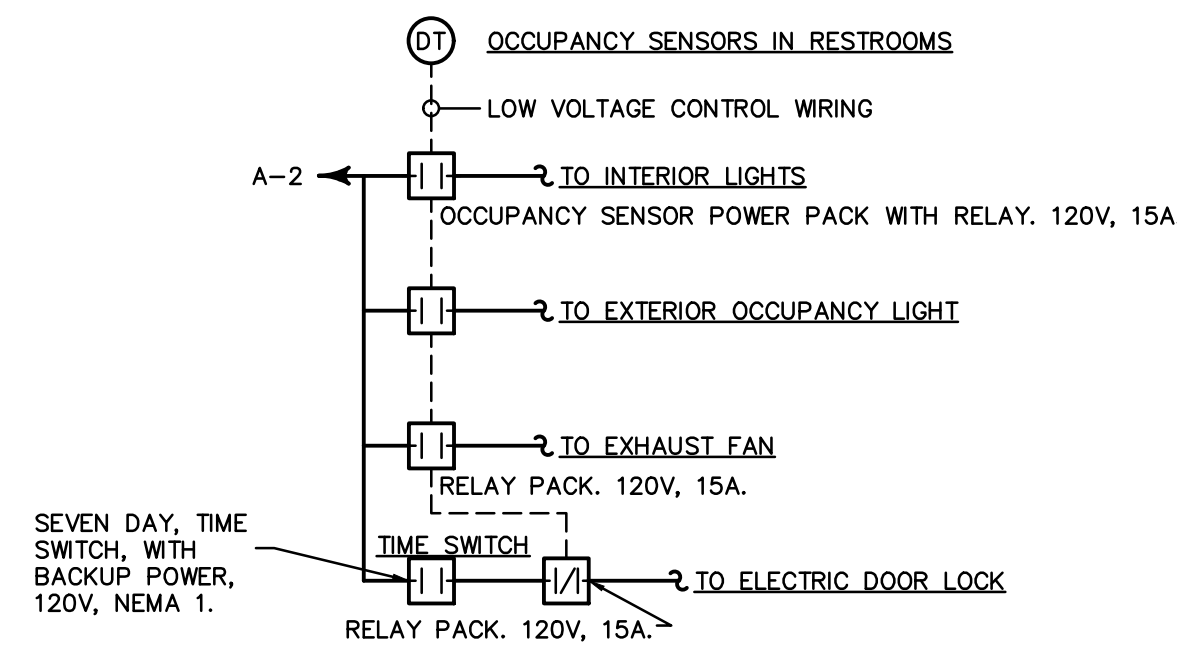 DT
OCCUPANCY SENSORS IN RESTROOMS
LOW VOLTAGE CONTROL WIRING
A-2
TO INTERIOR LIGHTS
OCCUPANCY SENSOR POWER PACK WITH RELAY. 120V, 15A
TO EXTERIOR OCCUPANCY LIGHT
TO EXHAUST FAN
RELAY PACK. 120V, 15A.
SEVEN DAY, TIME
SWITCH, WITH
BACKUP POWER,
120V, NEMA 1.
TIME SWITCH
TO ELECTRIC DOOR LOCK
RELAY PACK. 120V, 15A.